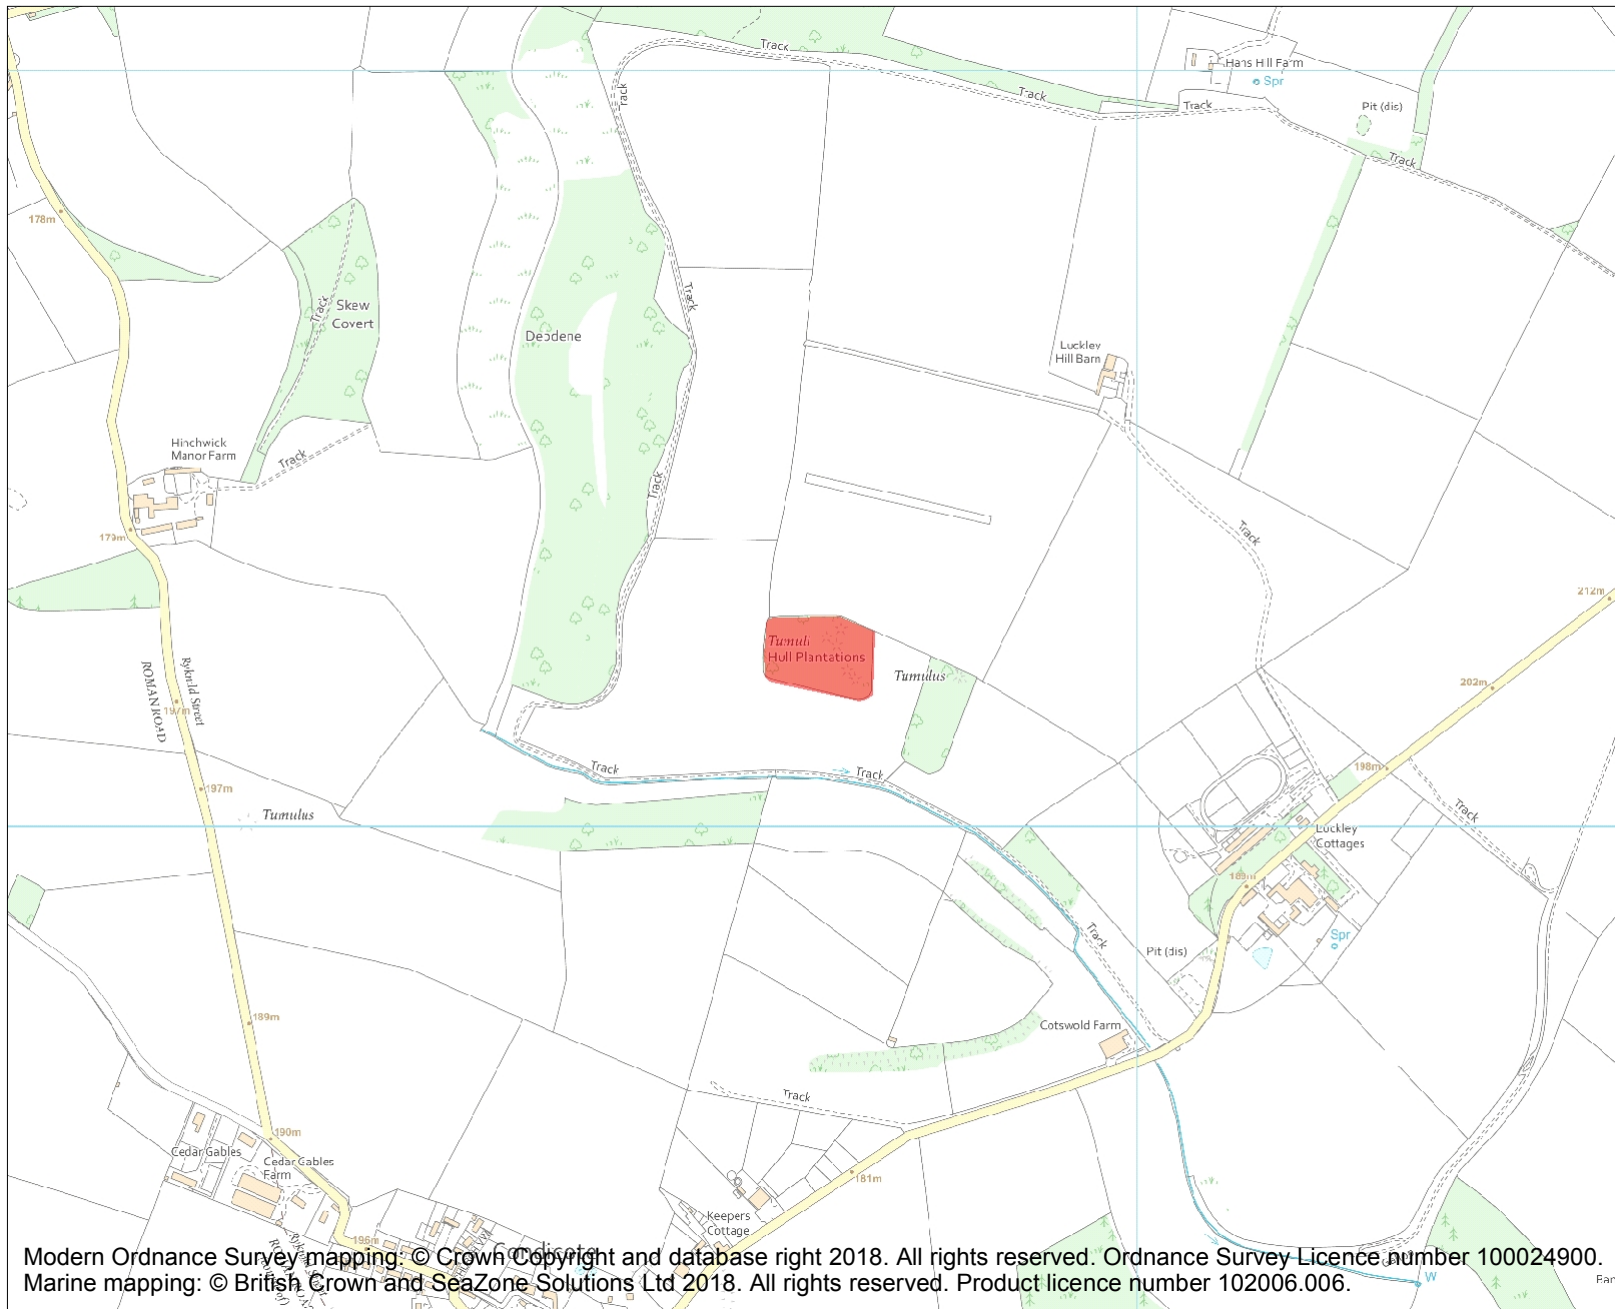 Track
Hans Hill Farm
Spr
Track
Track
Pit (dis)
Track
178m
Track
Skew
Covert
Track
Deddene
Luckley
Hill Barn
Hinchwick
Manor Farm
Track
Track
179m
Track
212m
Tumuli
Hull Plantations
Tumulus
202m
Ryknild Street
ROMAN ROAD
197m
Track
Track
198m
197m
Tumulus
Track
Luckley
Cottages
189m
Track
Spr
Pit (dis)
189m
Cotswold Farm
Track
190m
Cedar Gables
Cedar Gables
Farm
181m
Keepers
Cottage
196m
Condicote
W
Modern Ordnance Survey mapping: © Crown Copyright and database right 2018. All rights reserved. Ordnance Survey Licence number 100024900.
Marine mapping: © British Crown and SeaZone Solutions Ltd 2018. All rights reserved. Product licence number 102006.006.